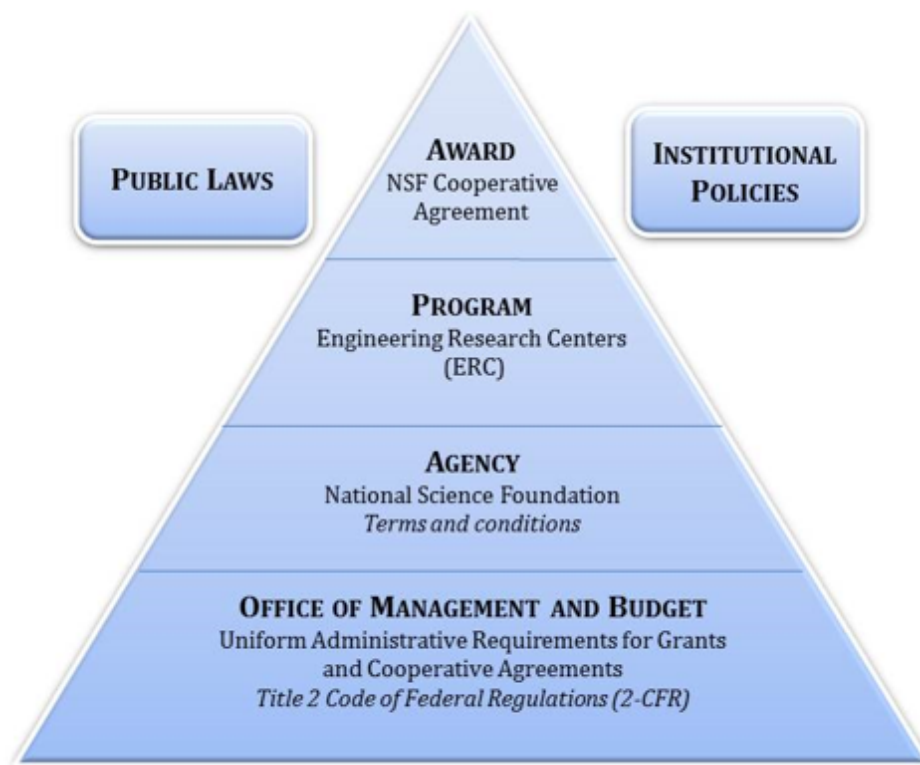 PUBLIC LAWS
INSTITUTIONAL
POLICIES
AWARD
NSF Cooperative
Agreement
PROGRAM
Engineering Research Centers
(ERC)
AGENCY
National Science Foundation
Terms and conditions
OFFICE OF MANAGEMENT AND BUDGET
Uniform Administrative Requirements for Grants
and Cooperative Agreements
Title 2 Code of Federal Regulations (2-CFR)